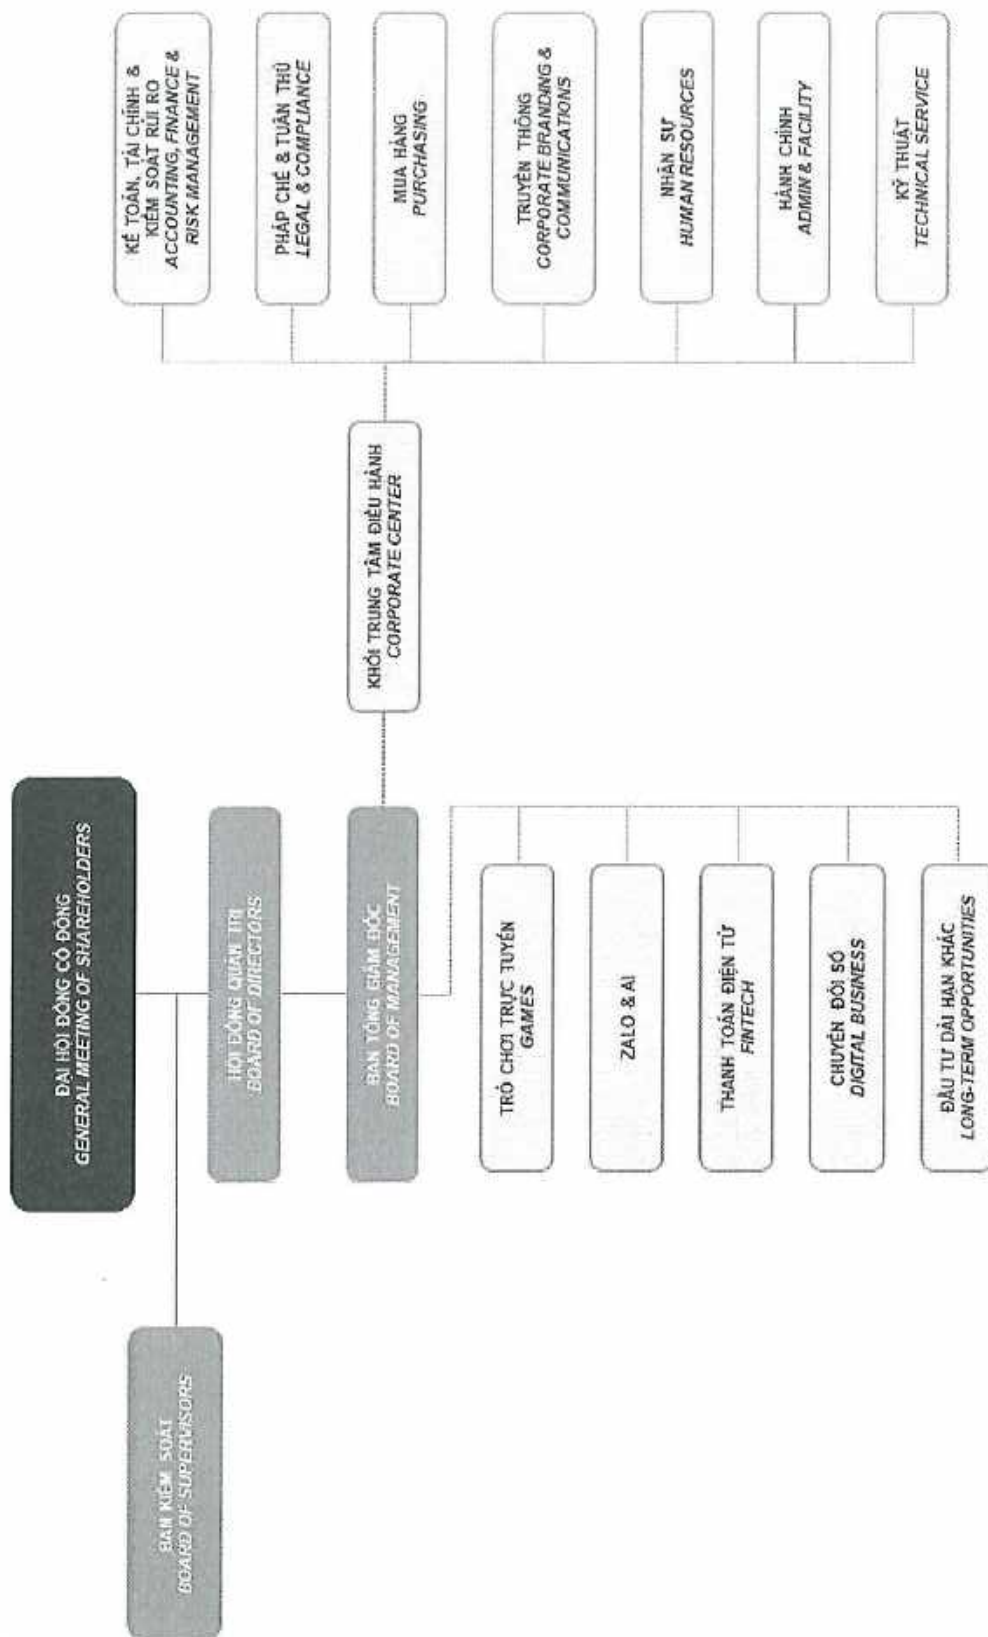 ĐẠI HỘI ĐỒNG CỔ ĐÔNG
GENERAL MEETING OF SHAREHOLDERS
BAN KIỂM SOÁT
BOARD OF SUPERVISORS
HỘI ĐỒNG QUẢN TRỊ
BOARD OF DIRECTORS
BAN TỔNG GIÁM ĐỐC
BOARD OF MANAGEMENT
KHỐI TRUNG TÂM ĐIỀU HÀNH
CORPORATE CENTER
KẾ TOÁN, TÀI CHÍNH &
KIỂM SOÁT RỦI RO
ACCOUNTING, FINANCE &
RISK MANAGEMENT
PHÁP CHẾ & TUÂN THỦ
LEGAL & COMPLIANCE
MUA HÀNG
PURCHASING
TRUYỀN THÔNG
CORPORATE BRANDING &
COMMUNICATIONS
NHÂN SỰ
HUMAN RESOURCES
HÀNH CHÍNH
ADMIN & FACILITY
KỸ THUẬT
TECHNICAL SERVICE
TRÒ CHƠI TRỰC TUYẾN
GAMES
ZALO & AI
THANH TOÁN ĐIỆN TỬ
FINTECH
CHUYỂN ĐỔI SỐ
DIGITAL BUSINESS
ĐẦU TƯ DÀI HẠN KHÁC
LONG-TERM OPPORTUNITIES